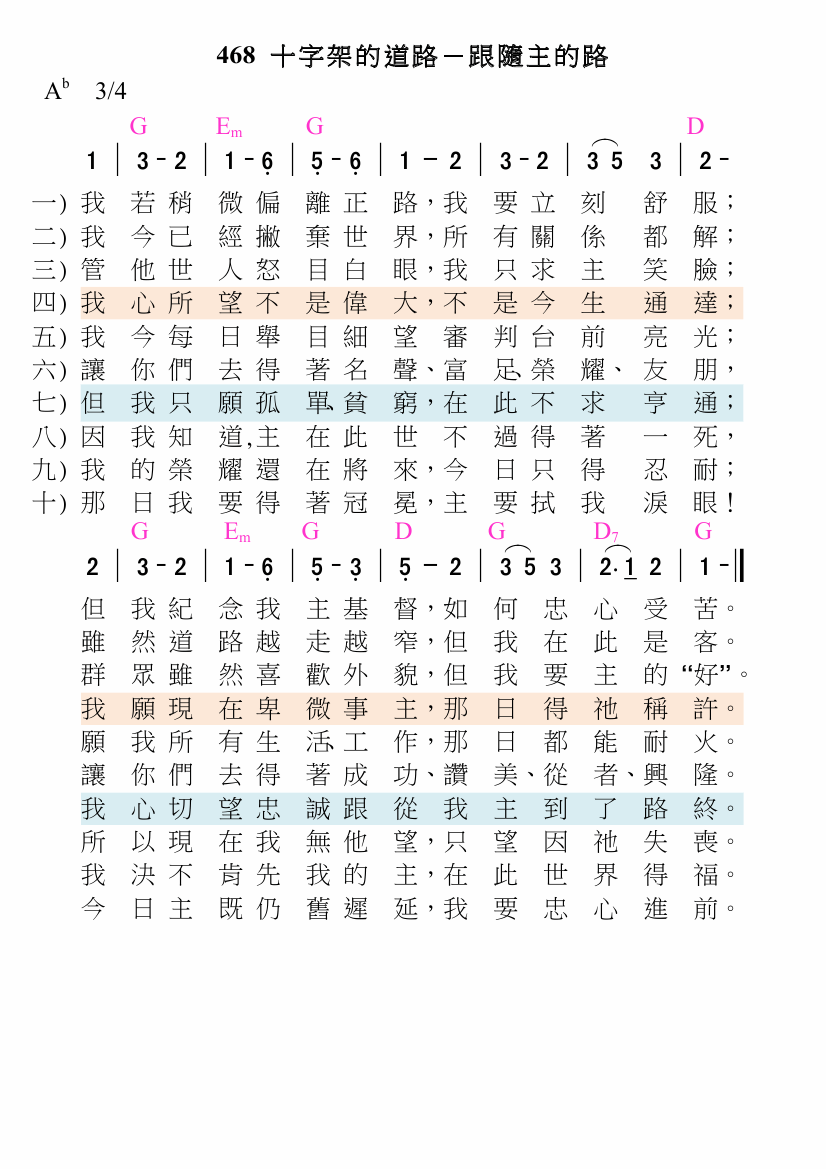 468 十字架的道路－跟隨主的路
Ab 3/4
G Em G D
1 | 3 - 2 | 1 - 6̣ | 5̣ - 6̣ | 1 - 2 | 3 - 2 | 3 5 3 | 2 -
一) 我若稍微偏離正路，我要立刻舒服；
二) 我今已經撇棄世界，所有關係都解；
三) 管他世人怒目白眼，我只求主笑臉；
四) 我心所望不是偉大，不是今生通達；
五) 我今每日舉目細望審判台前亮光；
六) 讓你們去得著名聲、富足、榮耀、友朋，
七) 但我只願孤單、貧窮，在此不求亨通；
八) 因我知道,主在此世不過得著一死，
九) 我的榮耀還在將來，今日只得忍耐；
十) 那日我要得著冠冕，主要拭我淚眼！
G Em G D G D7 G
2 | 3 - 2 | 1 - 6̣ | 5̣ - 3̣ | 5̣ - 2 | 3 5 3 | 2. 1 2 | 1 - ||
但我紀念我主基督，如何忠心受苦。
雖然道路越走越窄，但我在此是客。
群眾雖然喜歡外貌，但我要主的“好”。
我願現在卑微事主，那日得祂稱許。
願我所有生活、工作，那日都能耐火。
讓你們去得著成功、讚美、從者、興隆。
我心切望忠誠跟從我主到了路終。
所以現在我無他望，只望因祂失喪。
我決不肯先我的主，在此世界得福。
今日主既仍舊遲延，我要忠心進前。